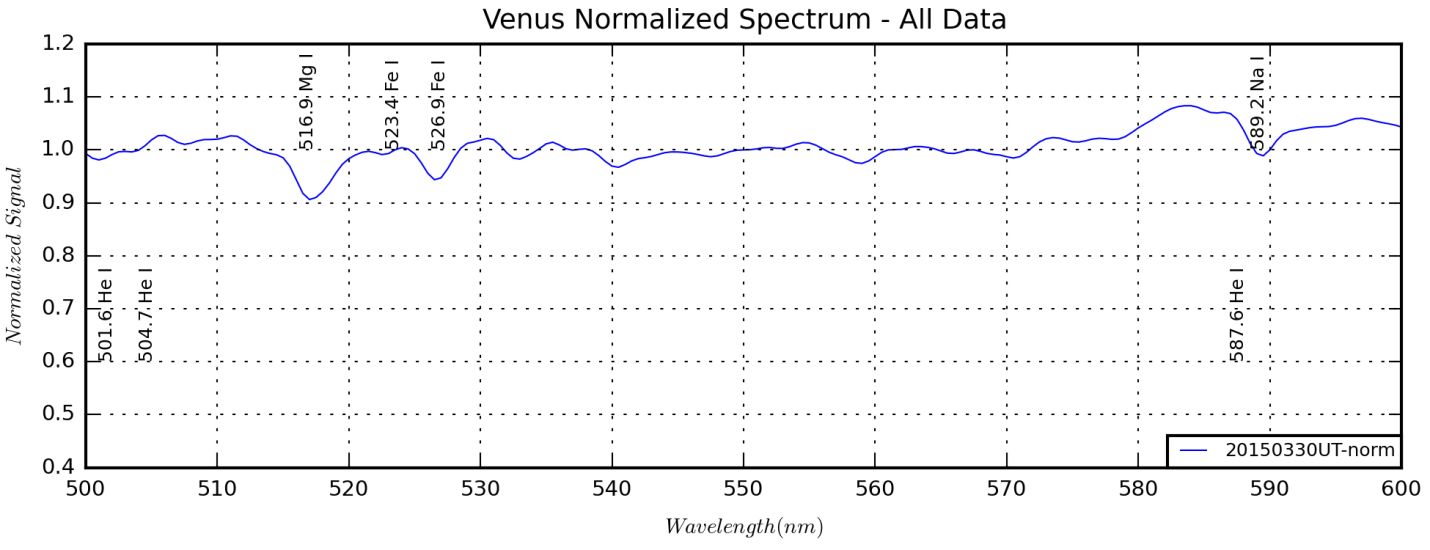 Venus Normalized Spectrum - All Data
1.2
1.1
1.0
0.9
0.8
0.7
0.6
0.5
0.4
Normalized Signal
516.9 Mg I
523.4 Fe I
526.9 Fe I
589.2 Na I
501.6 He I
504.7 He I
587.6 He I
20150330UT-norm
500 510 520 530 540 550 560 570 580 590 600
Wavelength(nm)